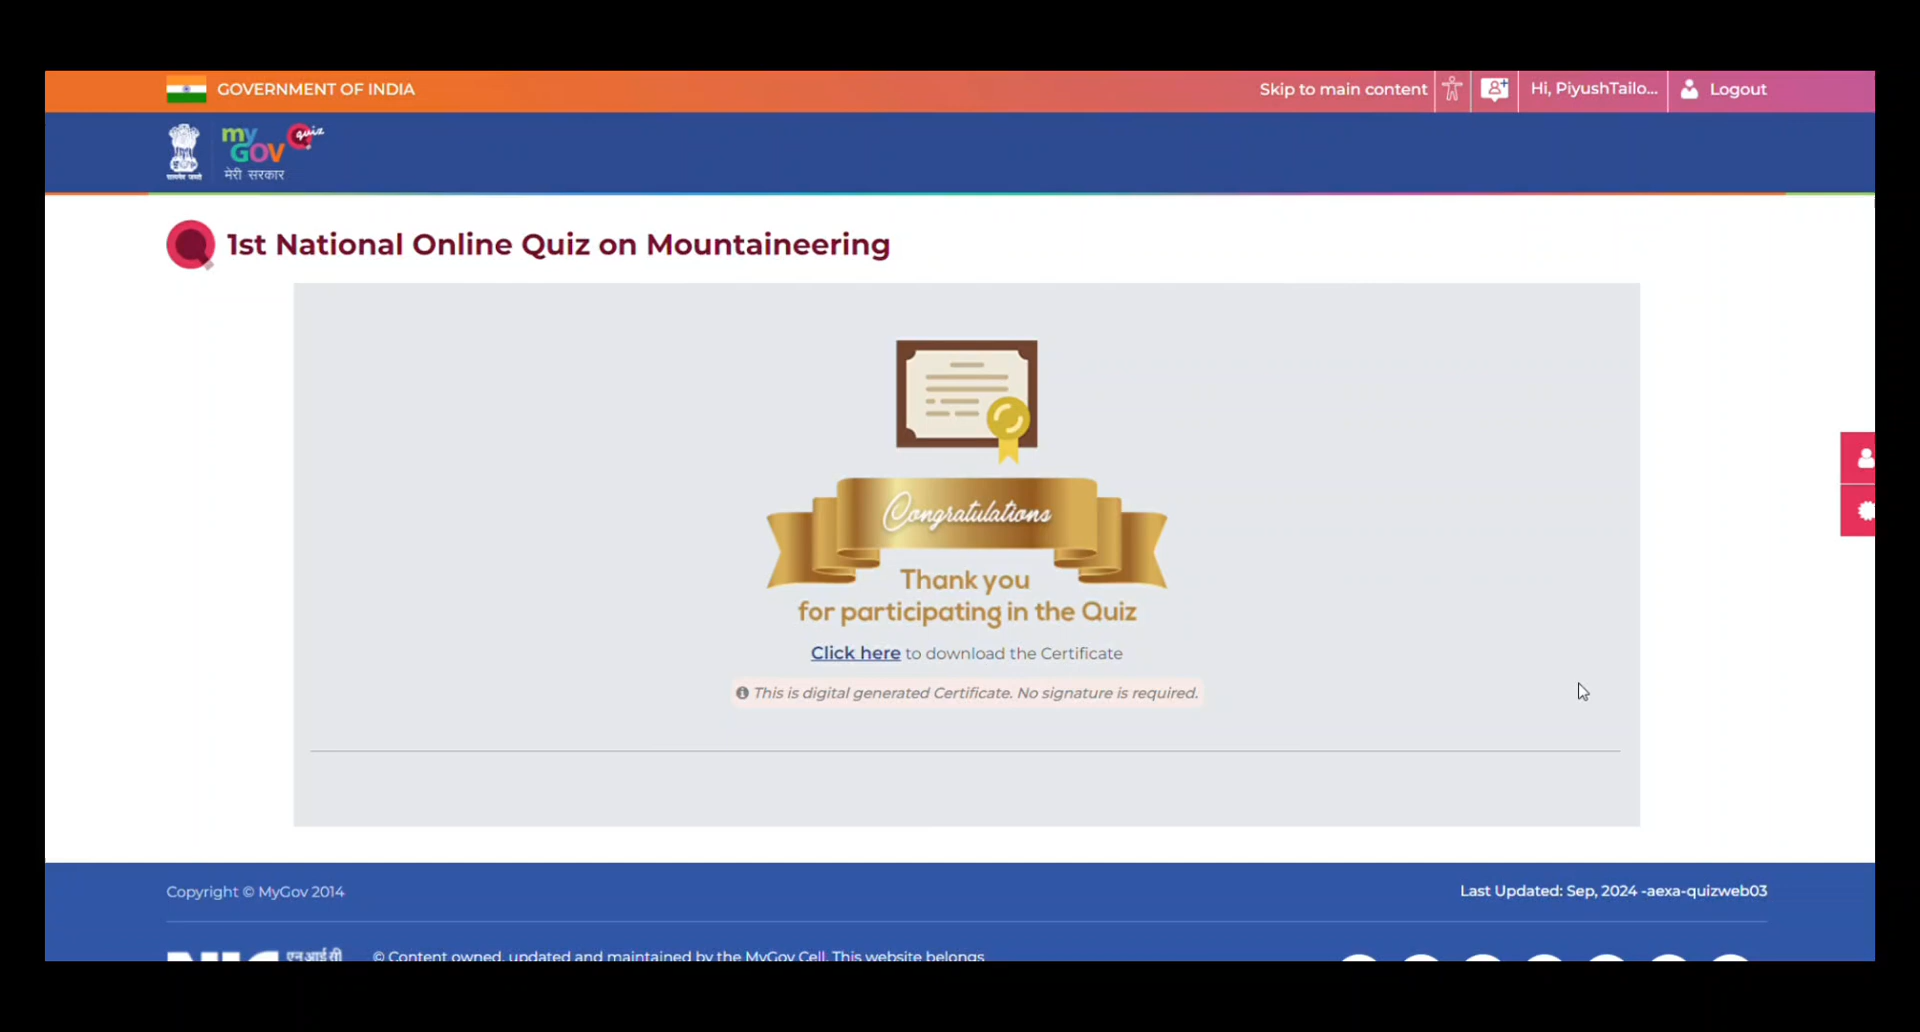 GOVERNMENT OF INDIA
Skip to main content
Hi, PiyushTailo...
Logout
my
GOV
quiz
मेरी सरकार
1st National Online Quiz on Mountaineering
Congratulations
Thank you
for participating in the Quiz
Click here to download the Certificate
This is digital generated Certificate. No signature is required.
Copyright © MyGov 2014
Last Updated: Sep, 2024 -aexa-quizweb03
NIC
एनआईसी
© Content owned, updated and maintained by the MyGov Cell. This website belongs